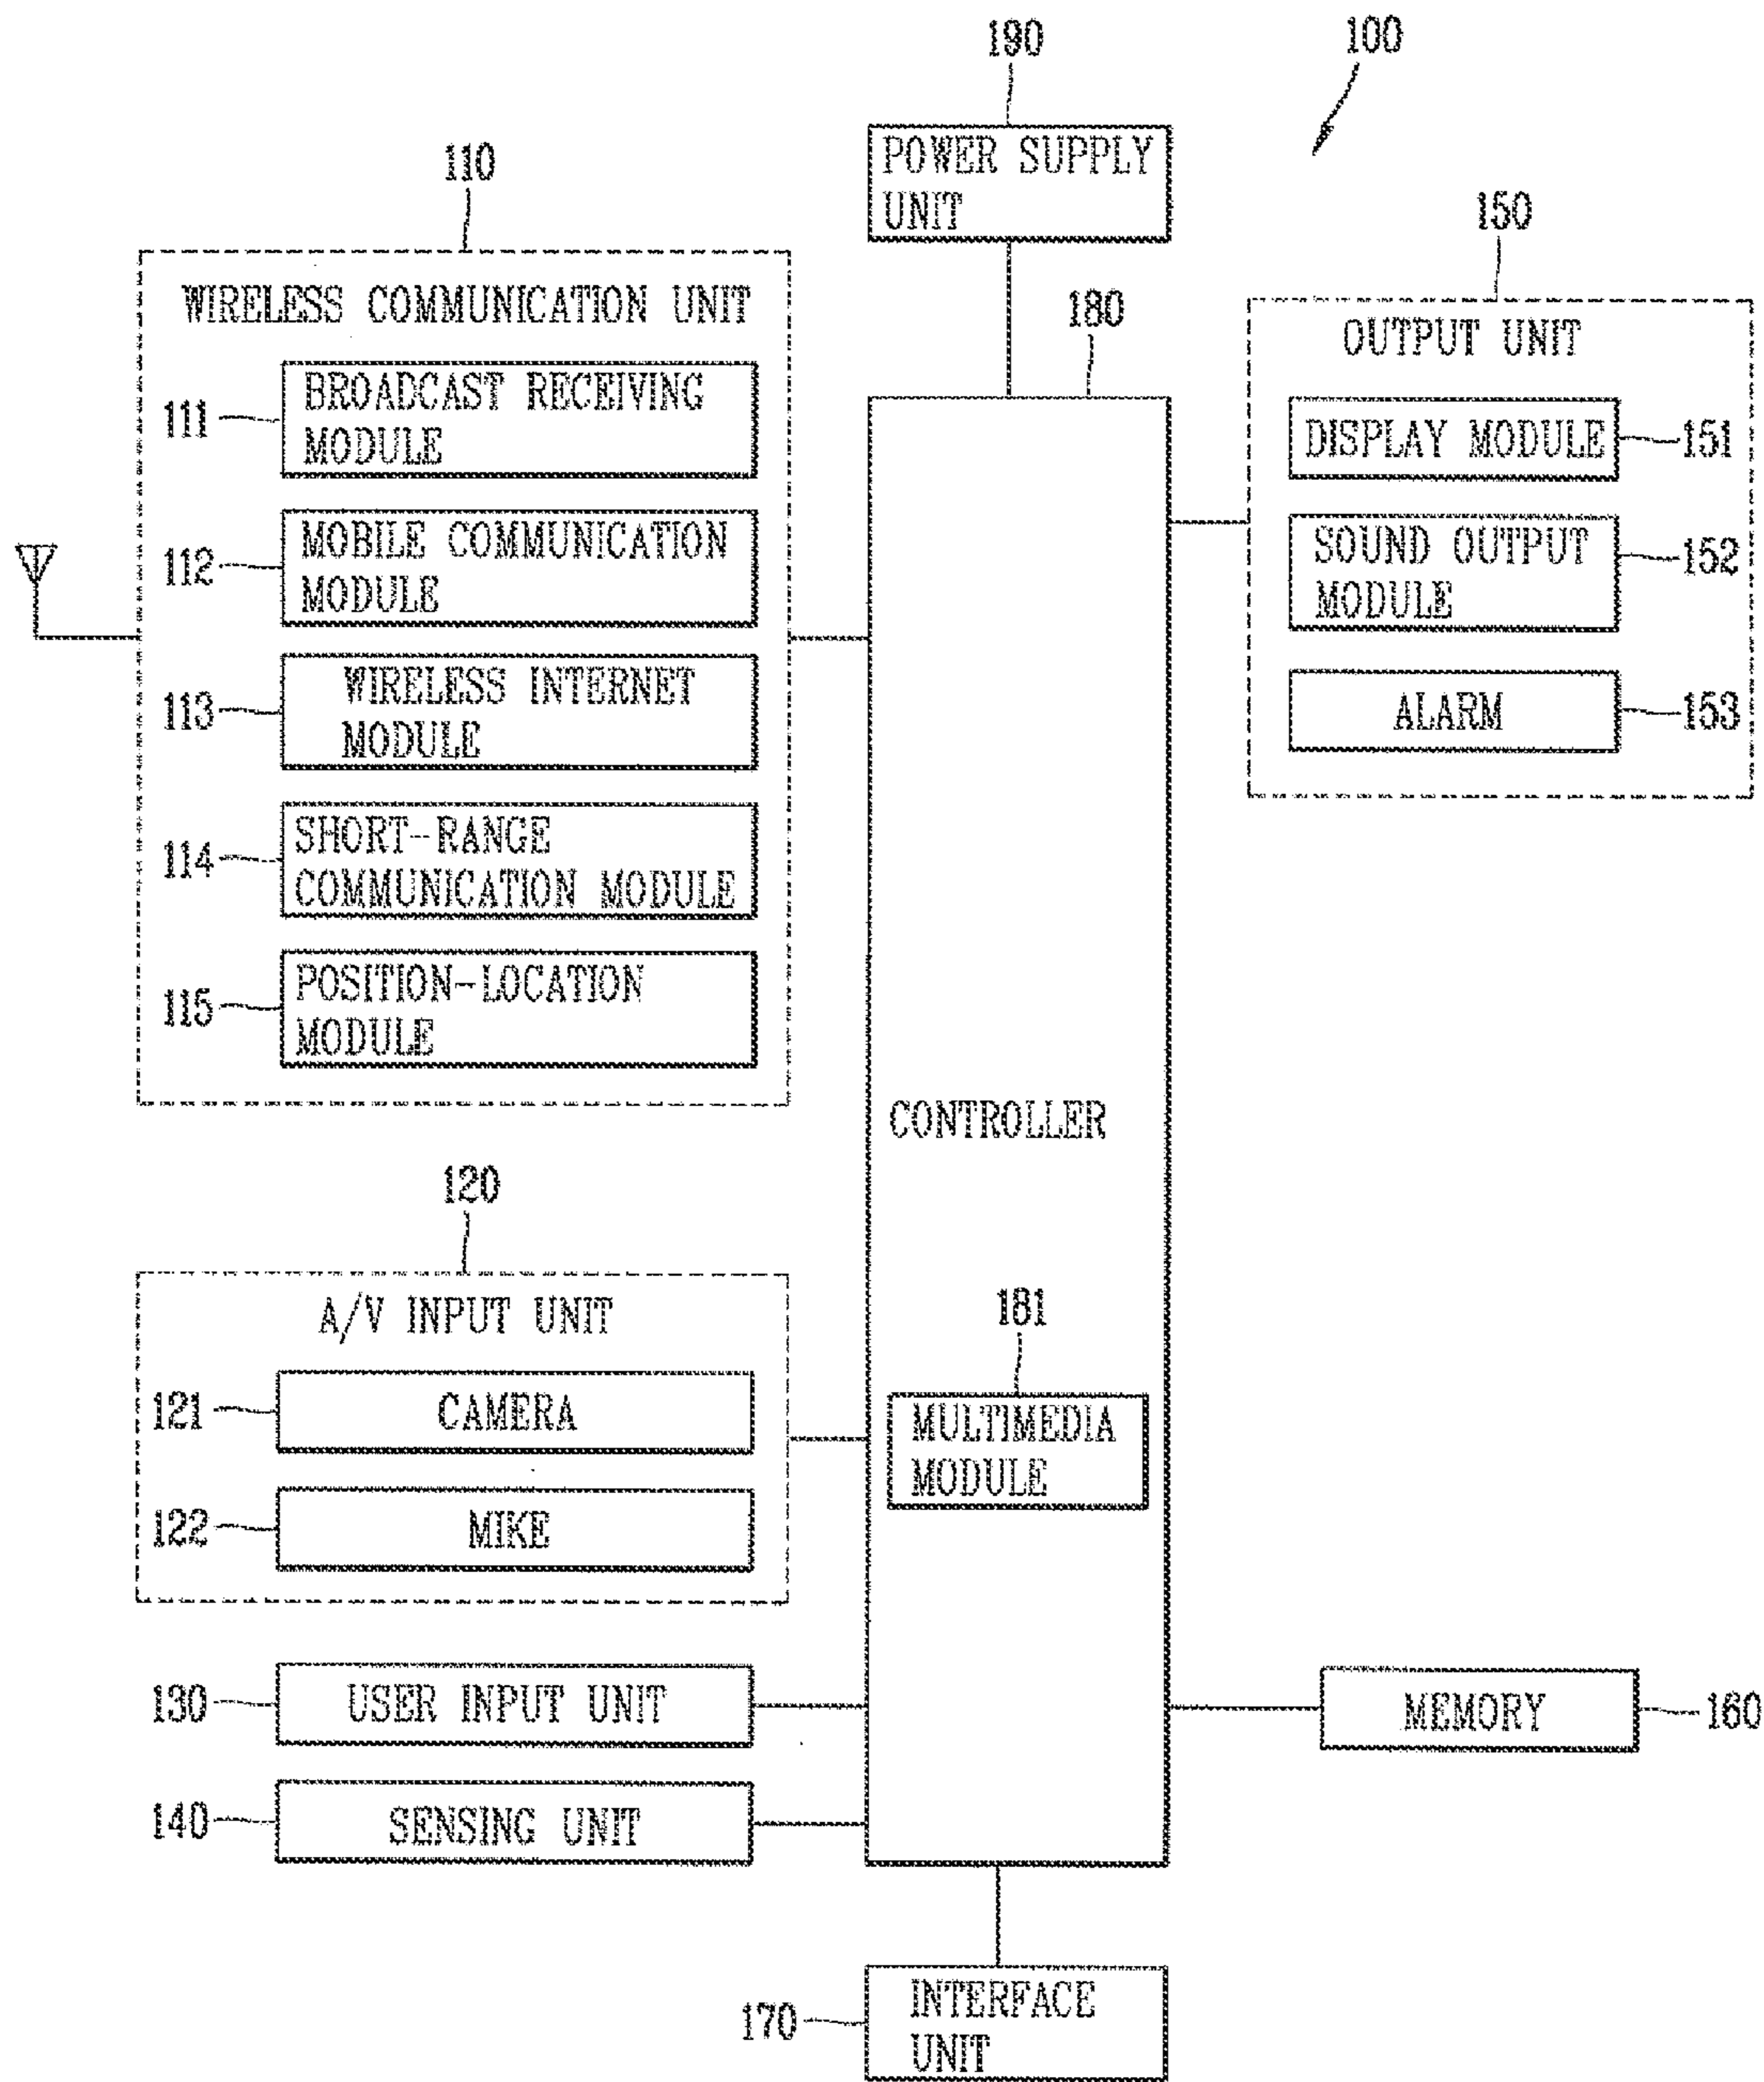 190
100
POWER SUPPLY
UNIT
110
WIRELESS COMMUNICATION UNIT
111
BROADCAST RECEIVING
MODULE
112
MOBILE COMMUNICATION
MODULE
113
WIRELESS INTERNET
MODULE
114
SHORT-RANGE
COMMUNICATION MODULE
115
POSITION-LOCATION
MODULE
180
CONTROLLER
181
MULTIMEDIA
MODULE
150
OUTPUT UNIT
DISPLAY MODULE
151
SOUND OUTPUT
MODULE
152
ALARM
153
120
A/V INPUT UNIT
121
CAMERA
122
MIKE
130
USER INPUT UNIT
140
SENSING UNIT
MEMORY
160
170
INTERFACE
UNIT